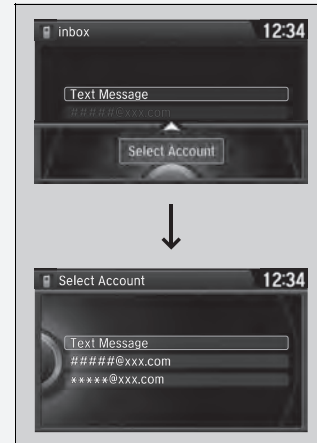 inbox 12:34
Text Message
#####@xxx.com
Select Account
Select Account 12:34
Text Message
#####@xxx.com
*****@xxx.com